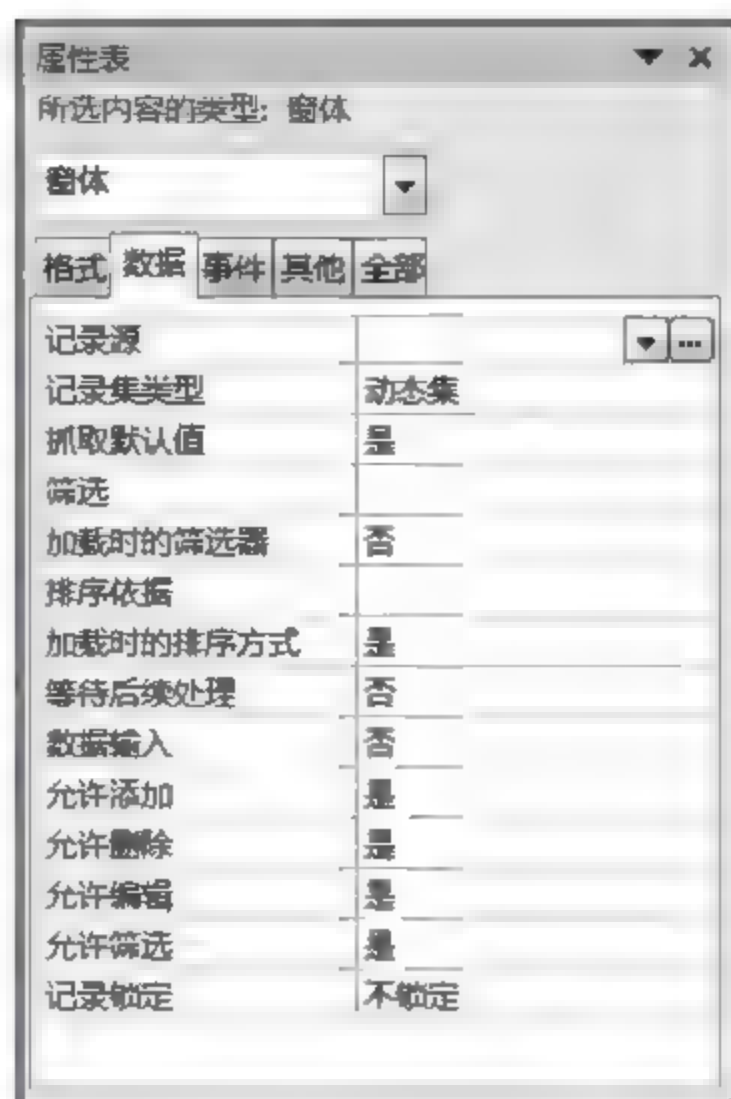 属性表
所选内容的类型: 窗体
窗体
格式 数据 事件 其他 全部
记录源
记录集类型 动态集
抓取默认值 是
筛选
加载时的筛选器 否
排序依据
加载时的排序方式 是
等待后续处理 否
数据输入 否
允许添加 是
允许删除 是
允许编辑 是
允许筛选 是
记录锁定 不锁定